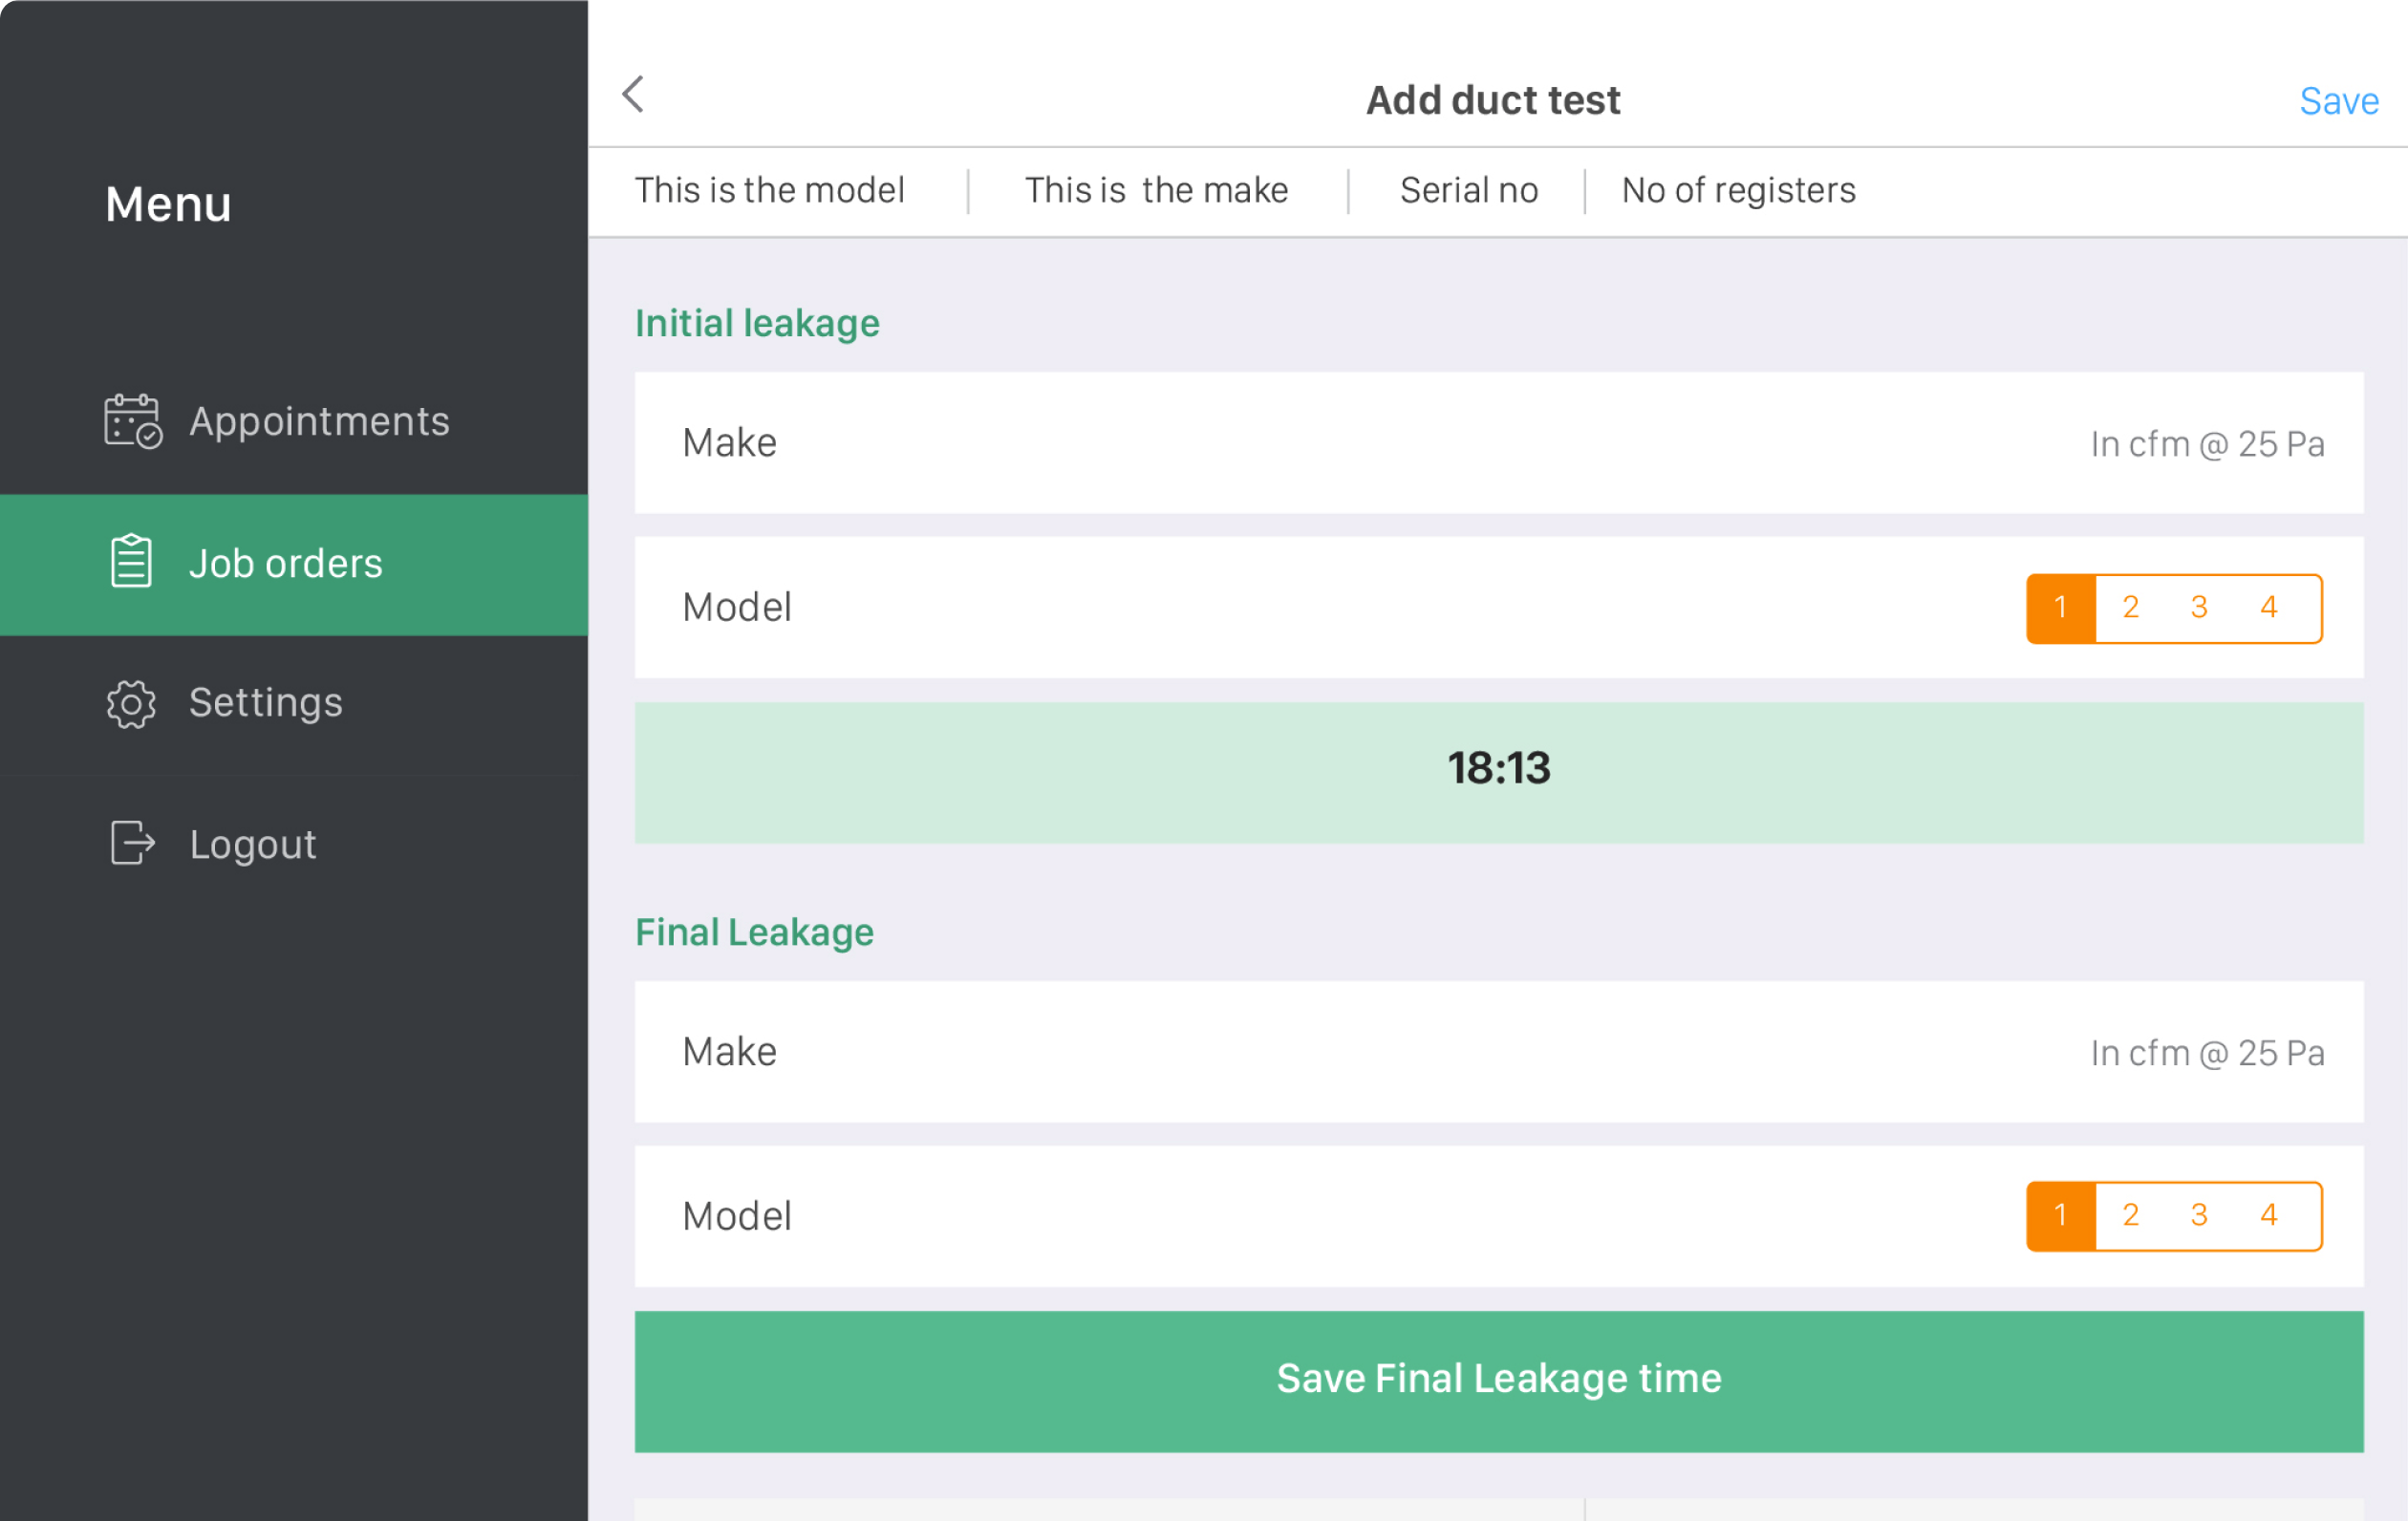 Menu
Appointments
Job orders
Settings
Logout
Add duct test
Save
This is the model
This is the make
Serial no
No of registers
Initial leakage
Make
In cfm @ 25 Pa
Model
1 2 3 4
18:13
Final Leakage
Make
In cfm @ 25 Pa
Model
1 2 3 4
Save Final Leakage time